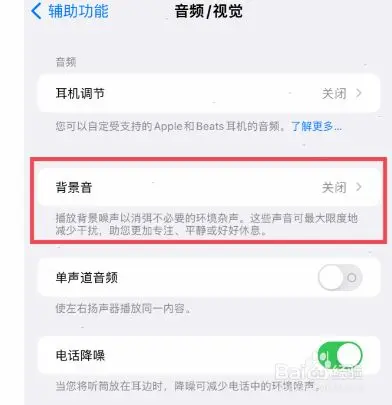 辅助功能 音频/视觉
音频
耳机调节 关闭
您可以自定受支持的Apple和Beats 耳机的音频。了解更多...
背景音 关闭
播放背景噪声以消弭不必要的环境杂声。这些声音可最大限度地
减少干扰，助您更加专注、平静或好好休息。
单声道音频
使左右扬声器播放同一内容。
电话降噪
当您将听筒放在耳边时，降噪可减少电话中的环境噪声。
Bai 经验